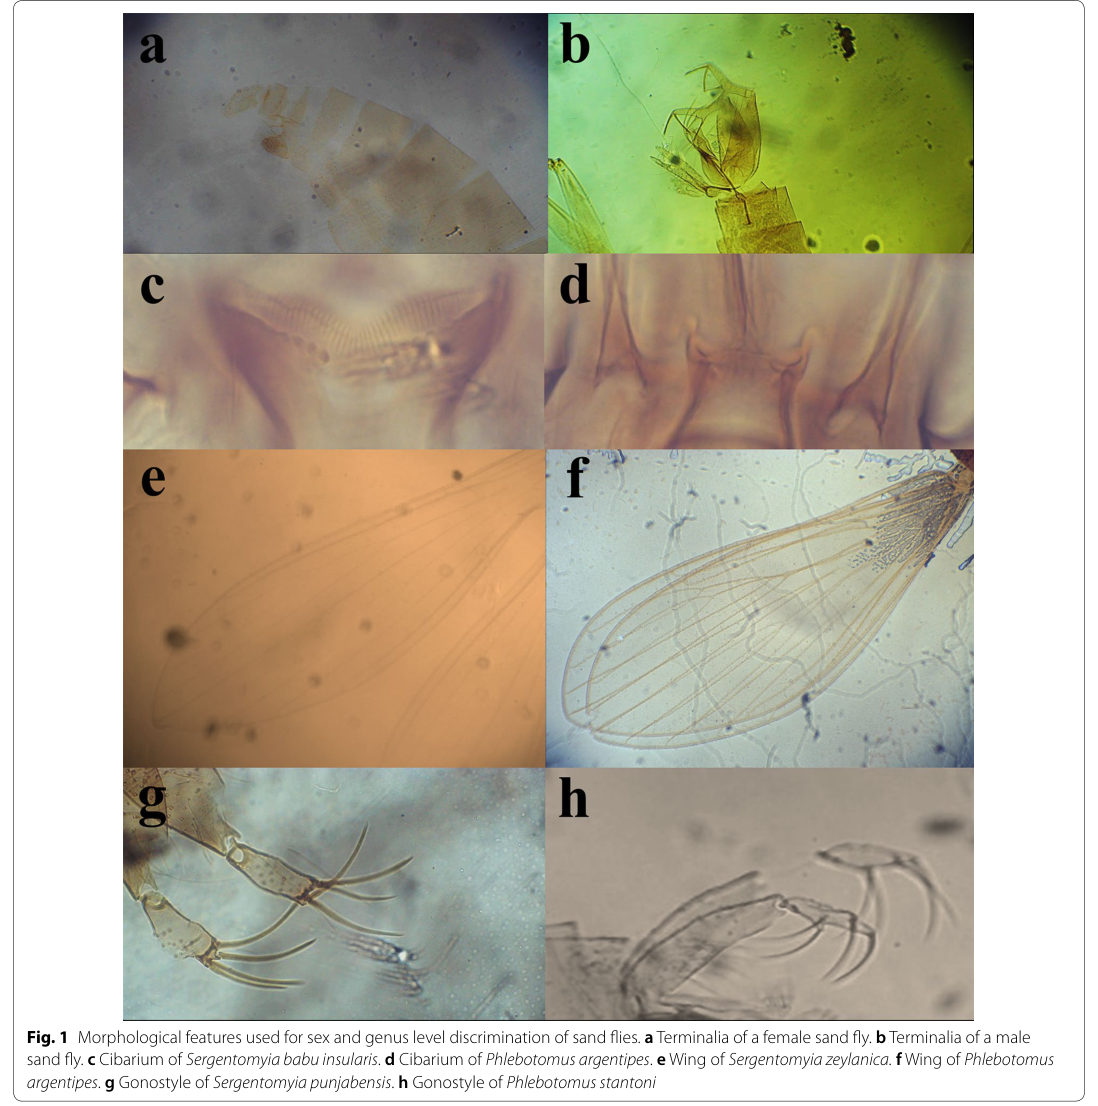 a
b
c
d
e
f
g
h
Fig. 1 Morphological features used for sex and genus level discrimination of sand flies. a Terminalia of a female sand fly. b Terminalia of a male
sand fly. c Cibarium of Sergentomyia babu insularis. d Cibarium of Phlebotomus argentipes. e Wing of Sergentomyia zeylanica. f Wing of Phlebotomus
argentipes. g Gonostyle of Sergentomyia punjabensis. h Gonostyle of Phlebotomus stantoni